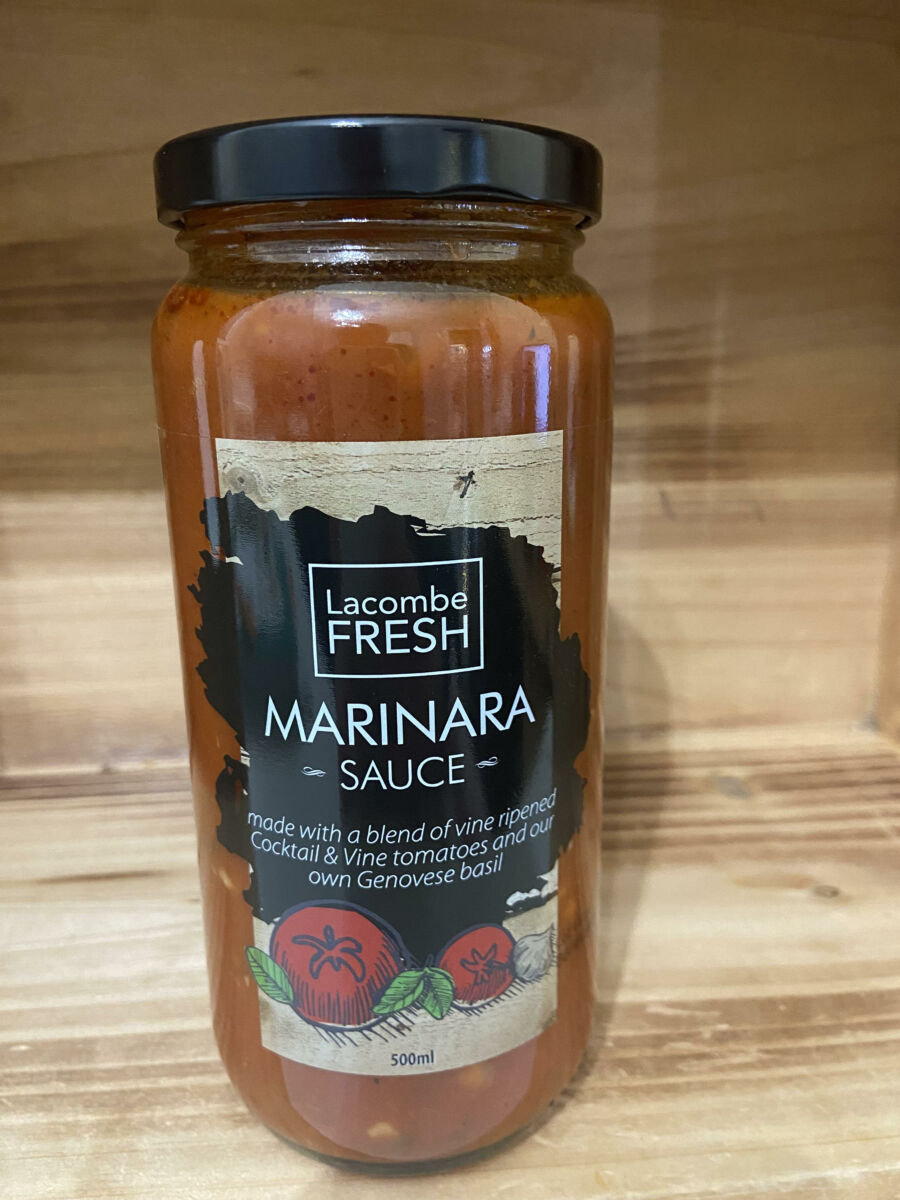 Lacombe
FRESH
MARINARA
SAUCE
made with a blend of vine ripened
Cocktail & Vine tomatoes and our
own Genovese basil
500ml